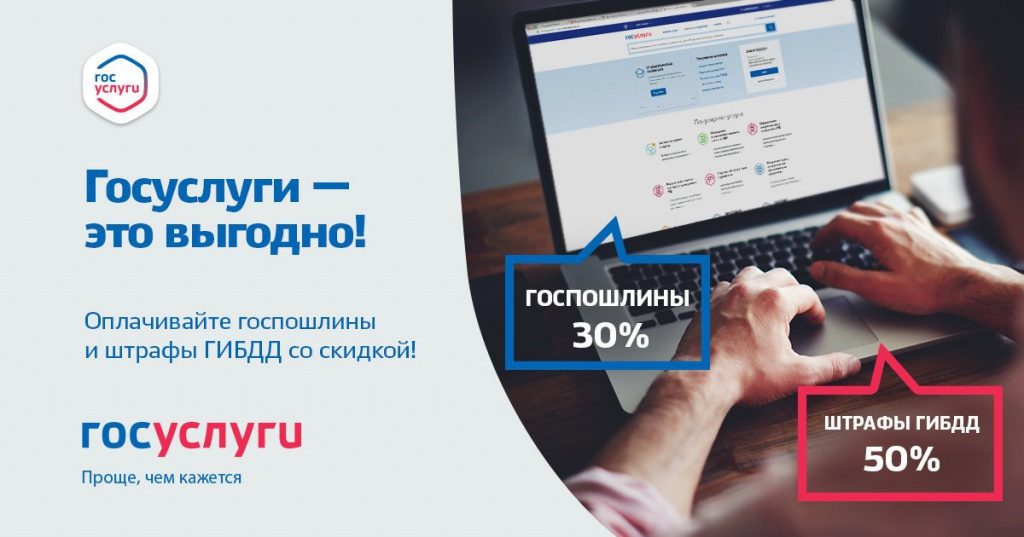 гос
услуги
Госуслуги —
это выгодно!
Оплачивайте госпошлины
и штрафы ГИБДД со скидкой!
госуслуги
Проще, чем кажется
госуслуги
ГОСПОШЛИНЫ
30%
ШТРАФЫ ГИБДД
50%